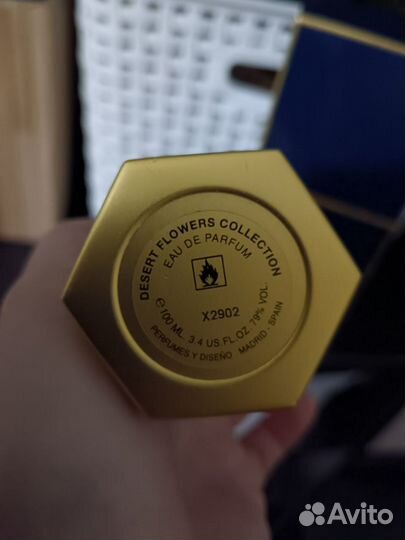 DESERT FLOWERS COLLECTION
EAU DE PARFUM
X2902
℮ 100 ML. 3.4 US FL.OZ. 79% VOL.
PERFUMES Y DISEÑO MADRID - SPAIN
Avito